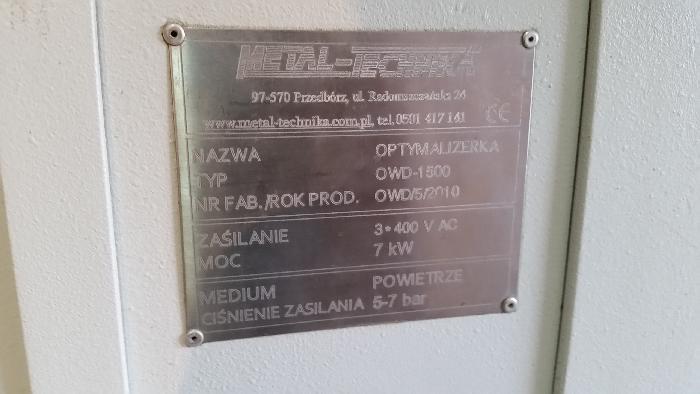 METAL-TECHNIKA
97-570 Przedbórz, ul. Radomszczańska 24
www.metal-technika.com.pl, tel.0501 417 141 CE
NAZWA OPTYMALIZERKA
TYP OWD-1500
NR FAB./ROK PROD. OWD/5/2010
ZAŚILANIE 3*400 V AC
MOC 7 kW
MEDIUM POWIETRZE
CIŚNIENIE ZASILANIA 5-7 bar